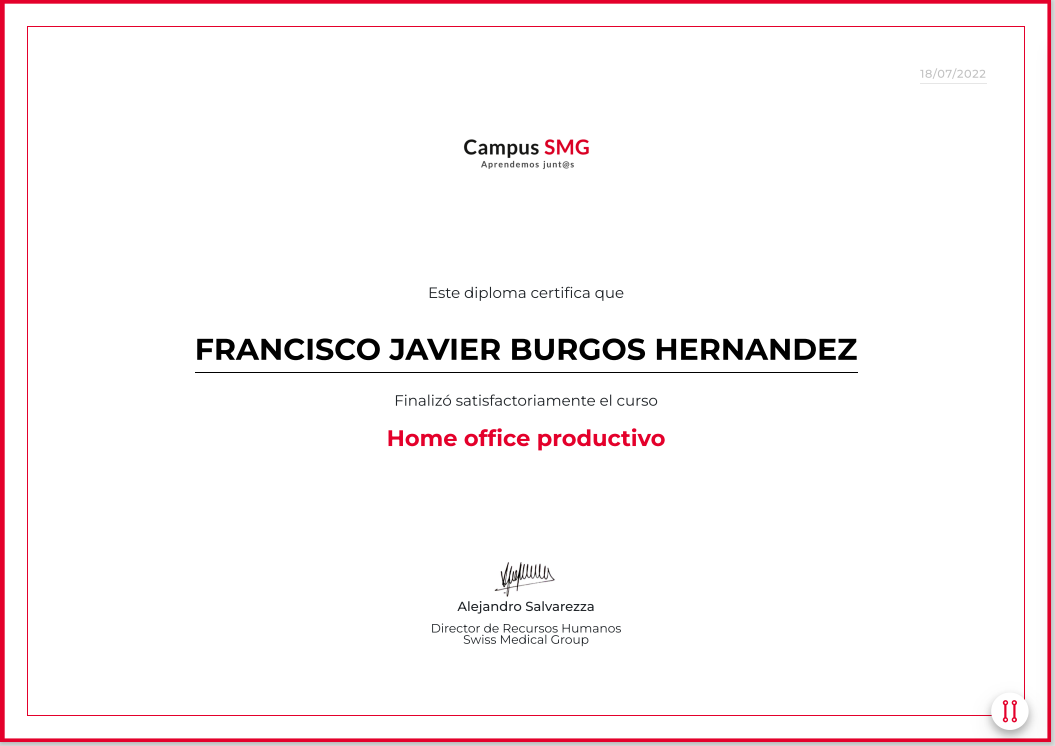 18/07/2022
Campus SMG
Aprendemos junt@s
Este diploma certifica que
FRANCISCO JAVIER BURGOS HERNANDEZ
Finalizó satisfactoriamente el curso
Home office productivo
Alejandro Salvarezza
Director de Recursos Humanos
Swiss Medical Group